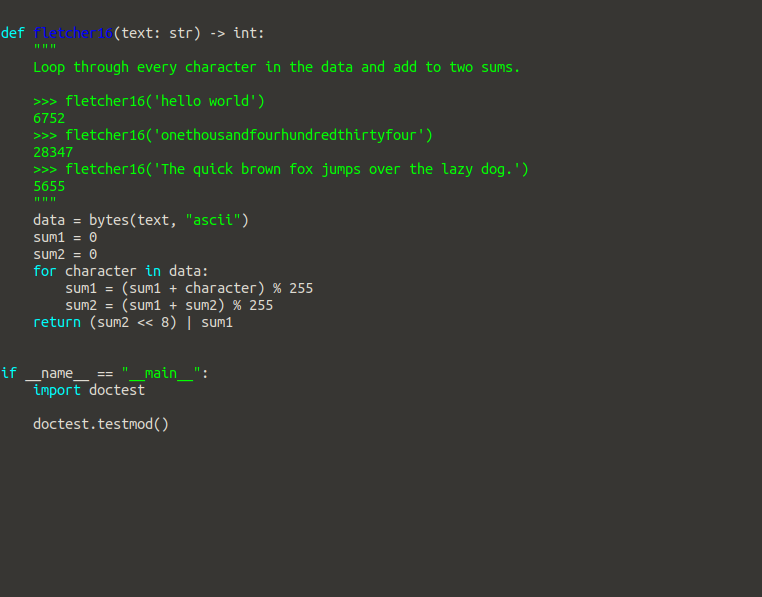 def fletcher16(text: str) -> int:
    """
    Loop through every character in the data and add to two sums.

    >>> fletcher16('hello world')
    6752
    >>> fletcher16('onethousandfourhundredthirtyfour')
    28347
    >>> fletcher16('The quick brown fox jumps over the lazy dog.')
    5655
    """
    data = bytes(text, "ascii")
    sum1 = 0
    sum2 = 0
    for character in data:
        sum1 = (sum1 + character) % 255
        sum2 = (sum1 + sum2) % 255
    return (sum2 << 8) | sum1


if __name__ == "__main__":
    import doctest

    doctest.testmod()